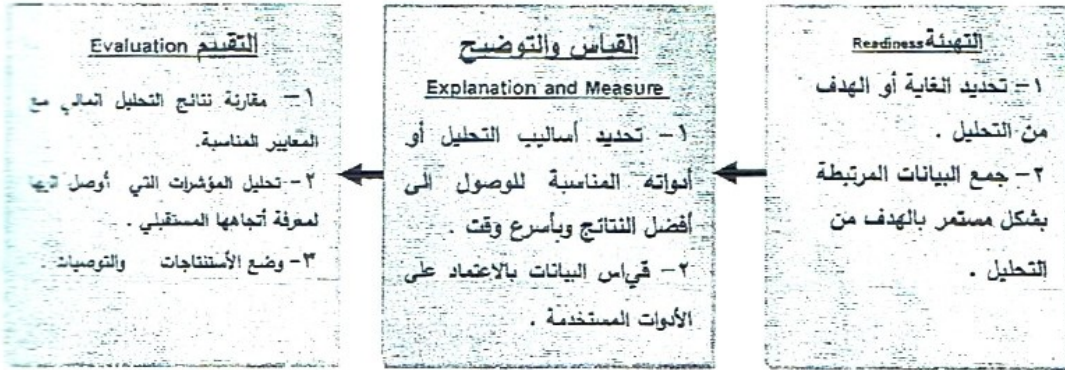 التهيئة Readiness
١- تحديد الغاية أو الهدف
من التحليل .
٢- جمع البيانات المرتبطة
بشكل مستمر بالهدف من
التحليل .
القياس والتوضيح
Explanation and Measure
١- تحديد أساليب التحليل أو
أدواته المناسبة للوصول الى
أفضل النتائج وبأسرع وقت .
٢- قياس البيانات بالاعتماد على
الأدوات المستخدمة .
التقييم Evaluation
١- مقارنة نتائج التحليل المالي مع
المعايير المناسبة.
٢- تحليل المؤشرات التي أوصل اليها
لمعرفة أتجاهها المستقبلي .
٣- وضع الأستنتاجات والتوصيات .